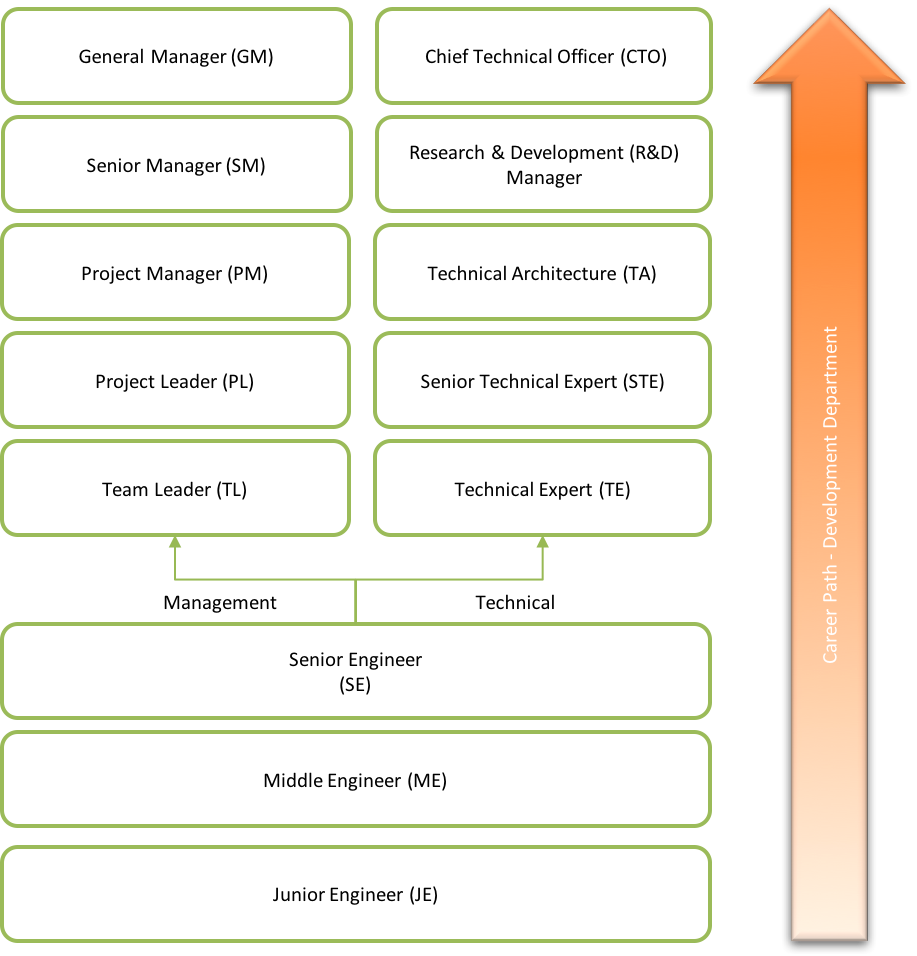 General Manager (GM)
Chief Technical Officer (CTO)
Senior Manager (SM)
Research & Development (R&D)
Manager
Project Manager (PM)
Technical Architecture (TA)
Project Leader (PL)
Senior Technical Expert (STE)
Team Leader (TL)
Technical Expert (TE)
Management
Technical
Senior Engineer
(SE)
Middle Engineer (ME)
Junior Engineer (JE)
Career Path - Development Department